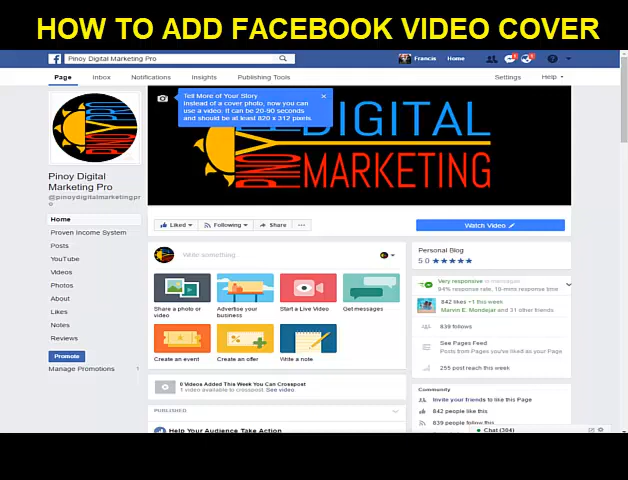 HOW TO ADD FACEBOOK VIDEO COVER
Pinoy Digital Marketing Pro
Francis Home
Page Inbox Notifications Insights Publishing Tools Settings Help
Tell More of Your Story
Instead of a cover photo, now you can
use a video. It can be 20-90 seconds
and should be at least 820 x 312 pixels.
DIGITAL
MARKETING
Pinoy Digital
Marketing Pro
@pinoydigitalmarketingpr
o
Liked Following Share
Watch Video
Home
Proven Income System
Posts
YouTube
Videos
Photos
About
Likes
Notes
Reviews
Promote
Manage Promotions 1
Write something...
Share a photo or
video
Advertise your
business
Start a Live Video
Get messages
Create an event
Create an offer
Write a note
0 Videos Added This Week You Can Crosspost
1 video available to crosspost. See video.
PUBLISHED
Help Your Audience Take Action
Personal Blog
5.0 ★★★★★
Very responsive to messages
94% response rate, 10-mins response time
842 likes +1 this week
Marvin E. Mondejar and 31 other friends
839 follows
See Pages Feed
Posts from Pages you've liked as your Page
255 post reach this week
Community
Invite your friends to like this Page
842 people like this
839 people follow this
Chat (384)